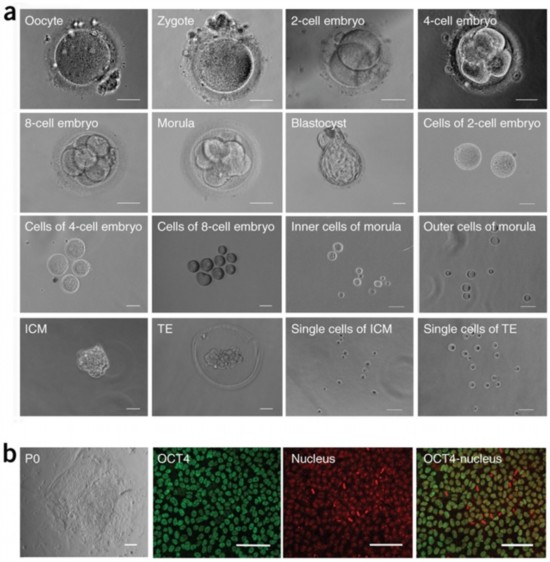 a
Oocyte
Zygote
2-cell embryo
4-cell embryo
8-cell embryo
Morula
Blastocyst
Cells of 2-cell embryo
Cells of 4-cell embryo
Cells of 8-cell embryo
Inner cells of morula
Outer cells of morula
ICM
TE
Single cells of ICM
Single cells of TE
b
P0
OCT4
Nucleus
OCT4-nucleus